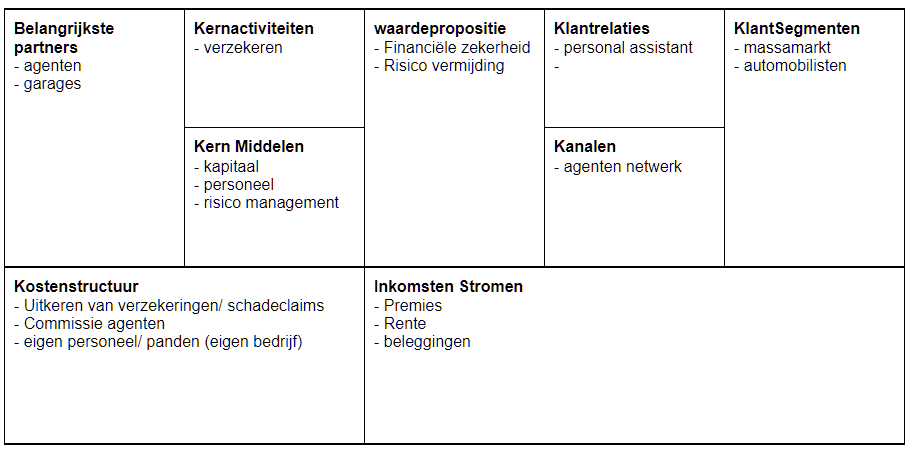 Belangrijkste
partners
- agenten
- garages
Kernactiviteiten
- verzekeren
Kern Middelen
- kapitaal
- personeel
- risico management
waardepropositie
- Financiële zekerheid
- Risico vermijding
Klantrelaties
- personal assistant
-
Kanalen
- agenten netwerk
KlantSegmenten
- massamarkt
- automobilisten
Kostenstructuur
- Uitkeren van verzekeringen/ schadeclaims
- Commissie agenten
- eigen personeel/ panden (eigen bedrijf)
Inkomsten Stromen
- Premies
- Rente
- beleggingen